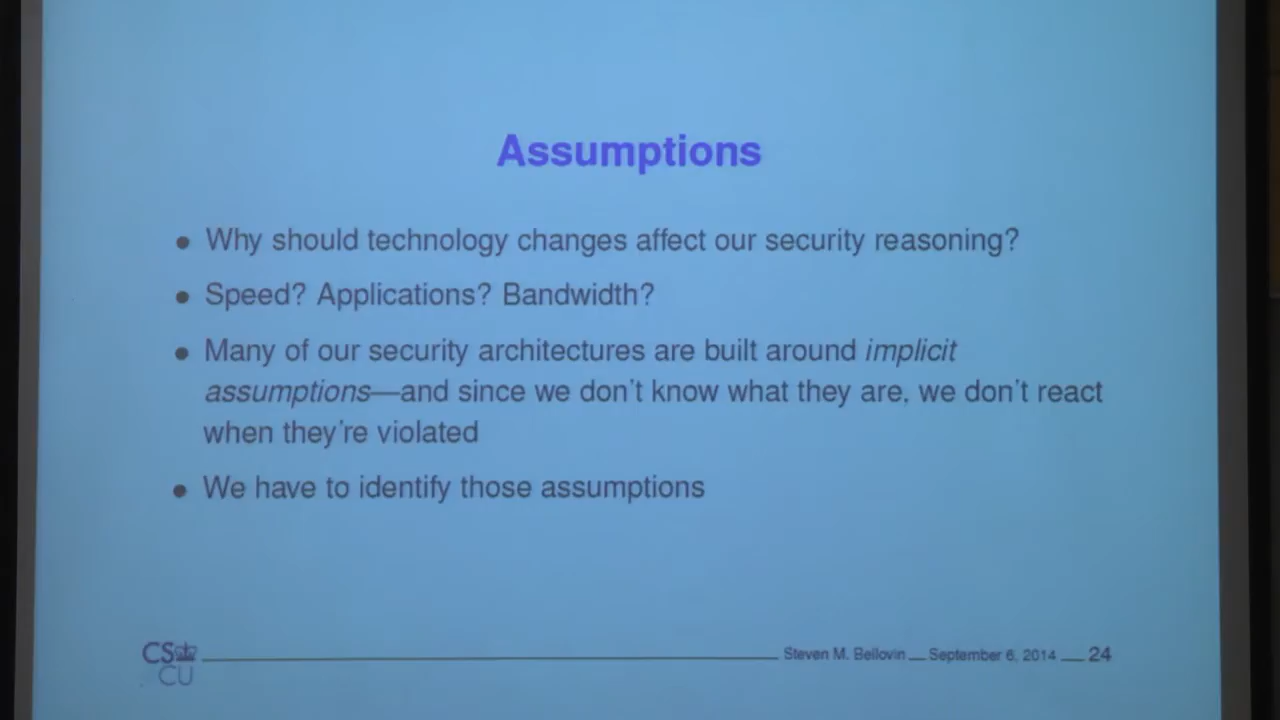 Assumptions
• Why should technology changes affect our security reasoning?
• Speed? Applications? Bandwidth?
• Many of our security architectures are built around implicit
assumptions—and since we don't know what they are, we don't react
when they're violated
• We have to identify those assumptions
CS
CU
Steven M. Bellovin __ September 6, 2014 __ 24